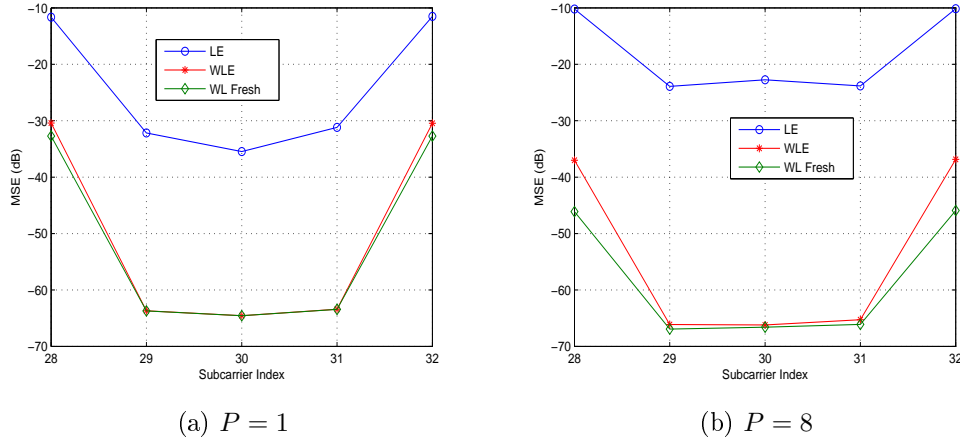 −10
−20
−30
−40
−50
−60
−70
MSE (dB)
28
29
30
31
32
Subcarrier Index
LE
WLE
WL Fresh
(a) P = 1
−10
−20
−30
−40
−50
−60
−70
MSE (dB)
28
29
30
31
32
Subcarrier Index
LE
WLE
WL Fresh
(b) P = 8